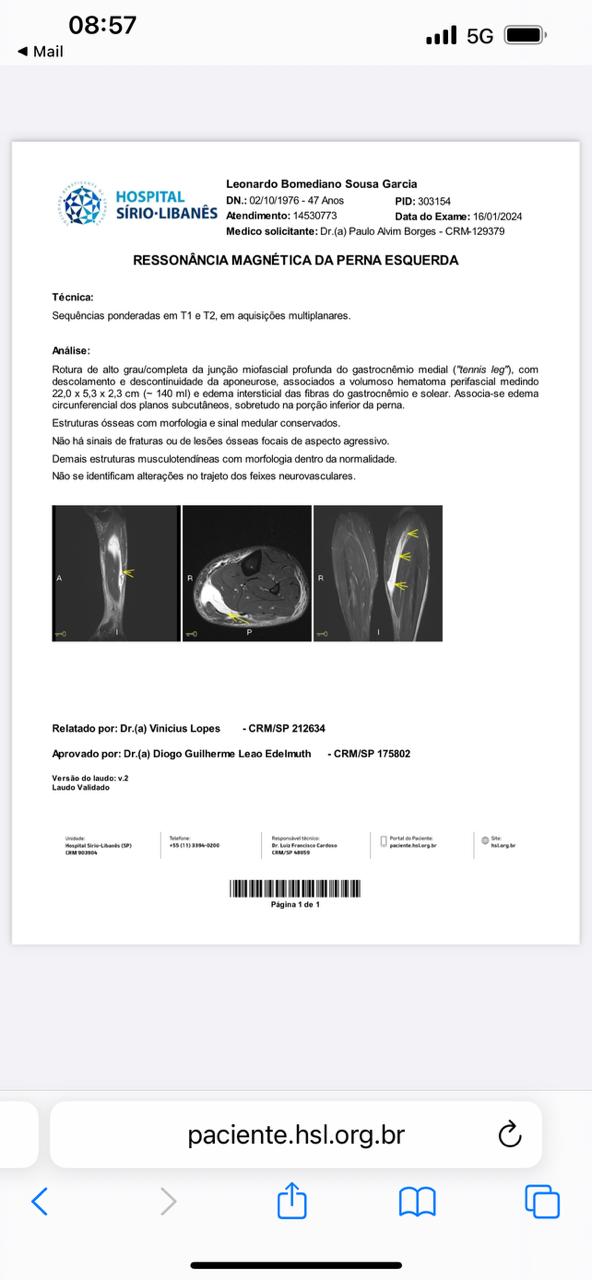 08:57
5G
◀ Mail
HOSPITAL
SÍRIO·LIBANÊS
Leonardo Bomediano Sousa Garcia
DN.: 02/10/1976 - 47 Anos PID: 303154
Atendimento: 14530773 Data do Exame: 16/01/2024
Medico solicitante: Dr.(a) Paulo Alvim Borges - CRM-129379
RESSONÂNCIA MAGNÉTICA DA PERNA ESQUERDA
Técnica:
Sequências ponderadas em T1 e T2, em aquisições multiplanares.
Análise:
Rotura de alto grau/completa da junção miofascial profunda do gastrocnêmio medial ("tennis leg"), com
descolamento e descontinuidade da aponeurose, associados a volumoso hematoma perifascial medindo
22,0 x 5,3 x 2,3 cm (~ 140 ml) e edema intersticial das fibras do gastrocnêmio e solear. Associa-se edema
circunferencial dos planos subcutâneos, sobretudo na porção inferior da perna.
Estruturas ósseas com morfologia e sinal medular conservados.
Não há sinais de fraturas ou de lesões ósseas focais de aspecto agressivo.
Demais estruturas musculotendíneas com morfologia dentro da normalidade.
Não se identificam alterações no trajeto dos feixes neurovasculares.
A I R P R I
Relatado por: Dr.(a) Vinicius Lopes - CRM/SP 212634
Aprovado por: Dr.(a) Diogo Guilherme Leao Edelmuth - CRM/SP 175802
Versão do laudo: v.2
Laudo Validado
Unidade:
Hospital Sírio-Libanês (SP)
CRM 903904
Telefone:
+55 (11) 3394-0200
Responsável técnico:
Dr. Luiz Francisco Cardoso
CRM/SP 48059
Portal do Paciente:
paciente.hsl.org.br
Site:
hsl.org.br
Página 1 de 1
paciente.hsl.org.br